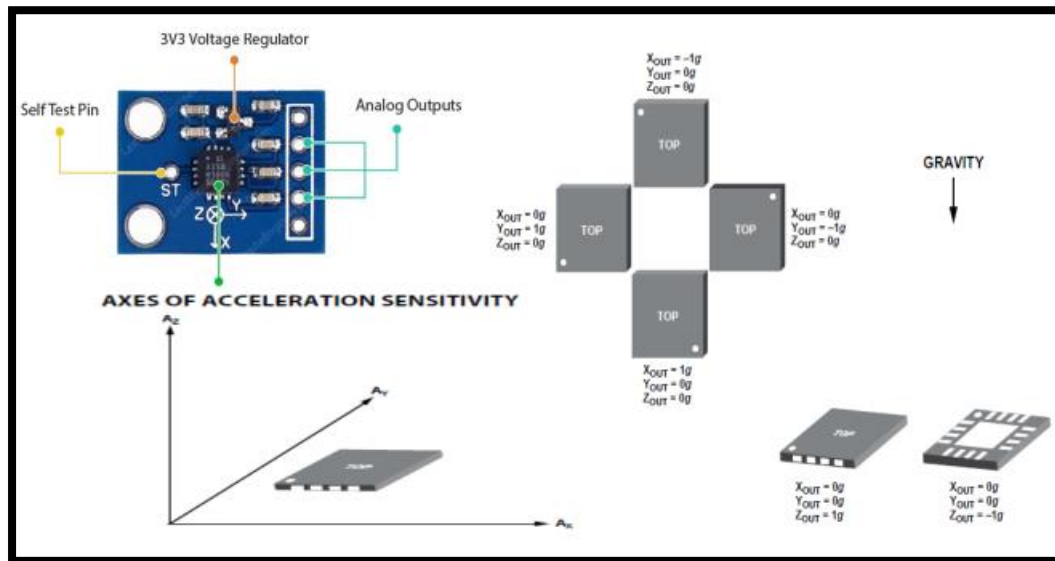 3V3 Voltage Regulator
Self Test Pin
Analog Outputs
ST
Z
Y
X
AXES OF ACCELERATION SENSITIVITY
AZ
AY
TOP
AX
XOUT = –1g
YOUT = 0g
ZOUT = 0g
TOP
XOUT = 0g
YOUT = 1g
ZOUT = 0g
TOP
TOP
XOUT = 0g
YOUT = –1g
ZOUT = 0g
TOP
XOUT = 1g
YOUT = 0g
ZOUT = 0g
GRAVITY
TOP
XOUT = 0g
YOUT = 0g
ZOUT = 1g
XOUT = 0g
YOUT = 0g
ZOUT = –1g